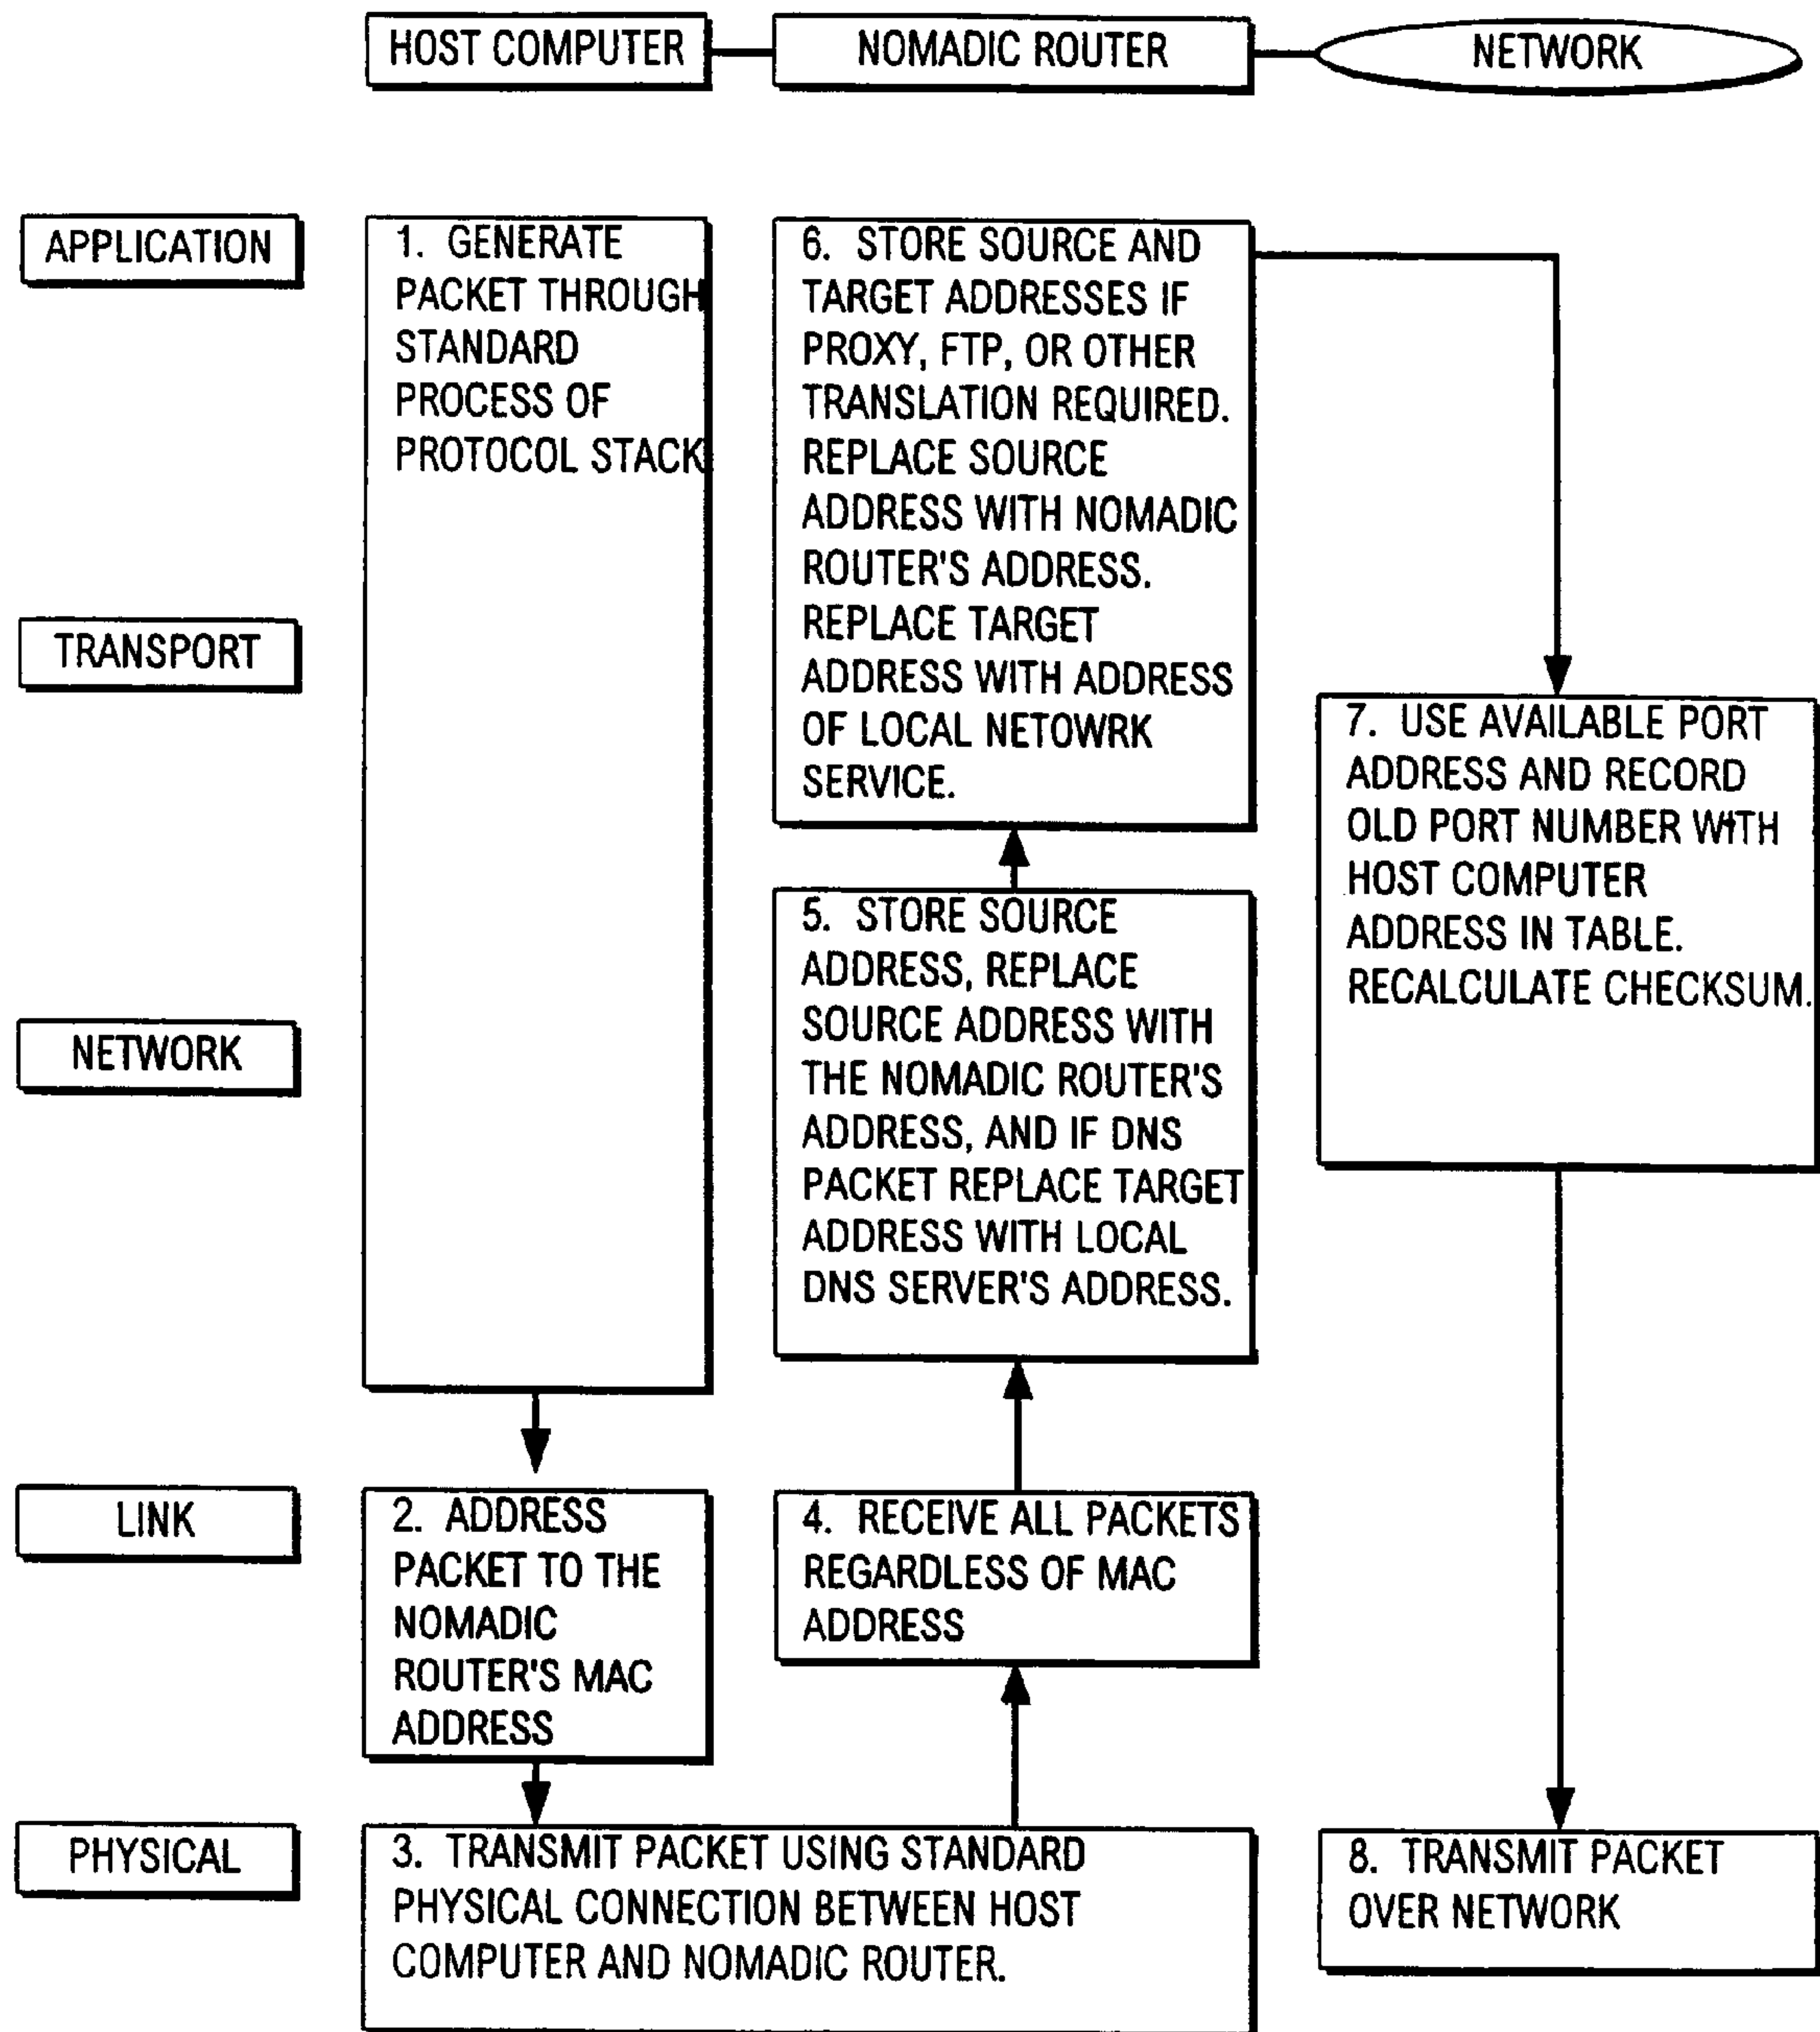 HOST COMPUTER
NOMADIC ROUTER
NETWORK
APPLICATION
TRANSPORT
NETWORK
LINK
PHYSICAL
1. GENERATE
PACKET THROUGH
STANDARD
PROCESS OF
PROTOCOL STACK
2. ADDRESS
PACKET TO THE
NOMADIC
ROUTER'S MAC
ADDRESS
3. TRANSMIT PACKET USING STANDARD
PHYSICAL CONNECTION BETWEEN HOST
COMPUTER AND NOMADIC ROUTER.
4. RECEIVE ALL PACKETS
REGARDLESS OF MAC
ADDRESS
5. STORE SOURCE
ADDRESS, REPLACE
SOURCE ADDRESS WITH
THE NOMADIC ROUTER'S
ADDRESS, AND IF DNS
PACKET REPLACE TARGET
ADDRESS WITH LOCAL
DNS SERVER'S ADDRESS.
6. STORE SOURCE AND
TARGET ADDRESSES IF
PROXY, FTP, OR OTHER
TRANSLATION REQUIRED.
REPLACE SOURCE
ADDRESS WITH NOMADIC
ROUTER'S ADDRESS.
REPLACE TARGET
ADDRESS WITH ADDRESS
OF LOCAL NETOWRK
SERVICE.
7. USE AVAILABLE PORT
ADDRESS AND RECORD
OLD PORT NUMBER WITH
HOST COMPUTER
ADDRESS IN TABLE.
RECALCULATE CHECKSUM.
8. TRANSMIT PACKET
OVER NETWORK